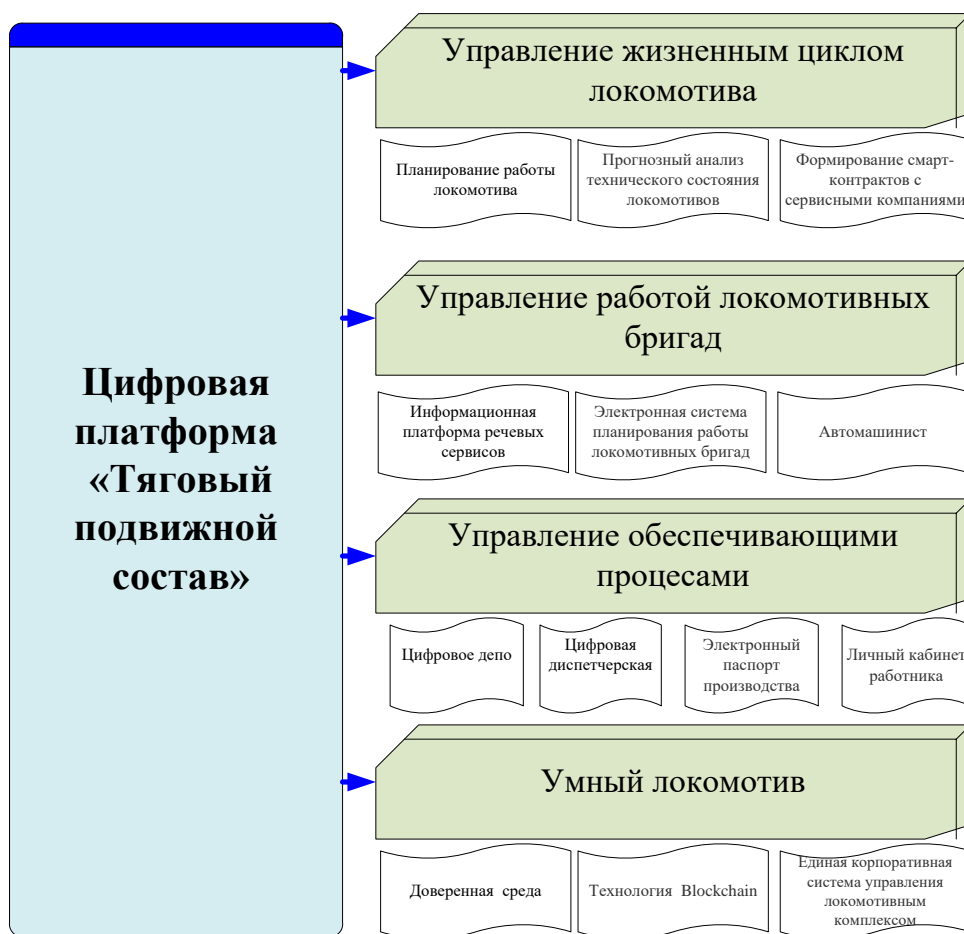 Цифровая
платформа
«Тяговый
подвижной
состав»
Управление жизненным циклом
локомотива
Планирование работы
локомотива
Прогнозный анализ
технического состояния
локомотивов
Формирование смарт-
контрактов с
сервисными компаниями
Управление работой локомотивных
бригад
Информационная
платформа речевых
сервисов
Электронная система
планирования работы
локомотивных бригад
Автомашинист
Управление обеспечивающими
процесами
Цифровое депо
Цифровая
диспетчерская
Электронный
паспорт
производства
Личный кабинет
работника
Умный локомотив
Доверенная среда
Технология Blockchain
Единая корпоративная
система управления
локомотивным
комплексом